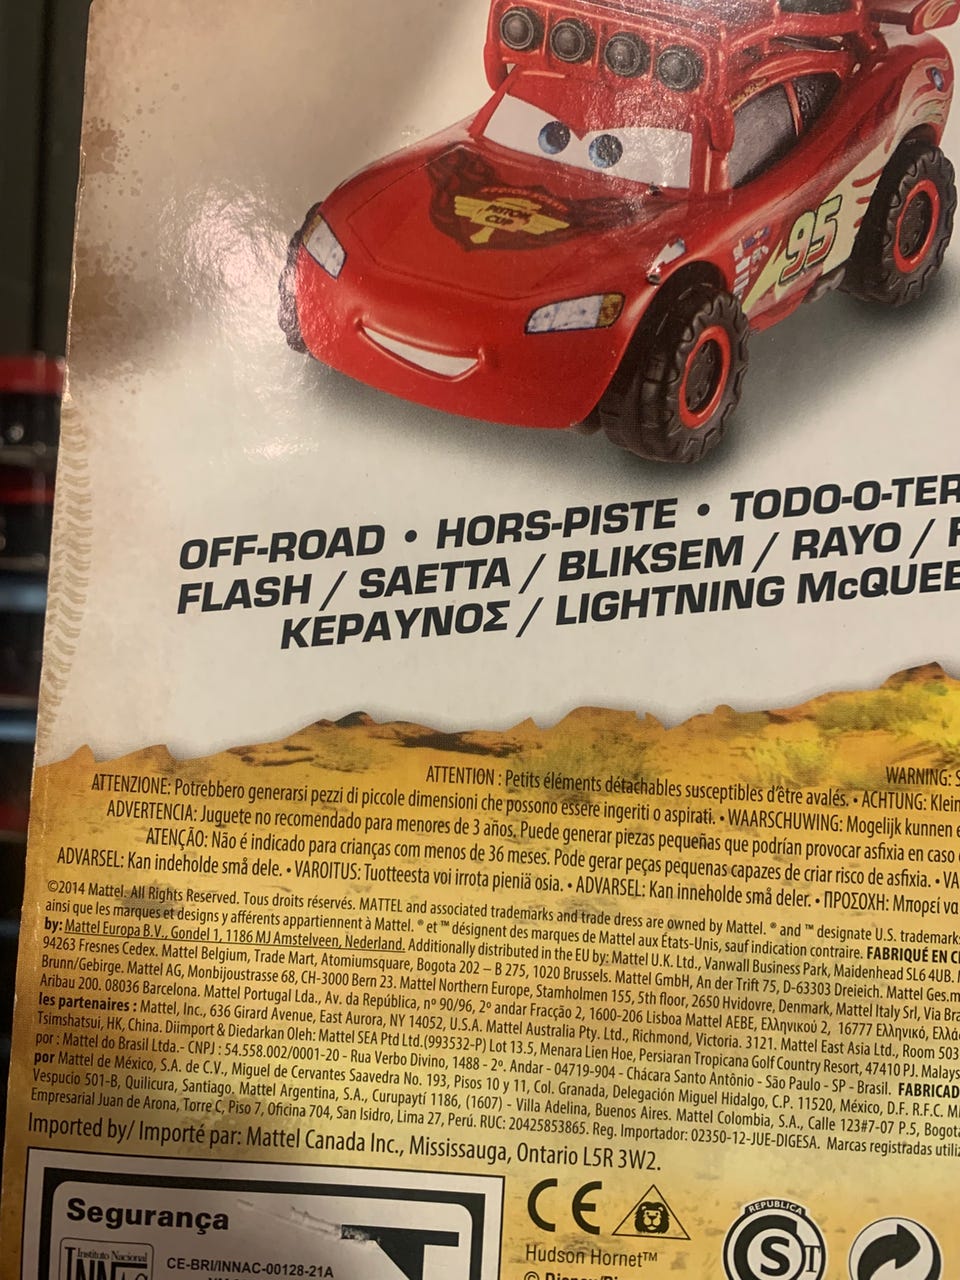 PISTON CUP
95
OFF-ROAD • HORS-PISTE • TODO-O-TER
FLASH / SAETTA / BLIKSEM / RAYO /
ΚΕΡΑΥΝΟΣ / LIGHTNING McQUEE
ATTENTION : Petits éléments détachables susceptibles d'être avalés. • ACHTUNG: Klein
WARNING: S
ATTENZIONE: Potrebbero generarsi pezzi di piccole dimensioni che possono essere ingeriti o aspirati. • WAARSCHUWING: Mogelijk kunnen
ADVERTENCIA: Juguete no recomendado para menores de 3 años. Puede generar piezas pequeñas que podrían provocar asfixia en caso
ATENÇÃO: Não é indicado para crianças com menos de 36 meses. Pode gerar peças pequenas capazes de criar risco de asfixia. • VA
ADVARSEL: Kan indeholde små dele. • VAROITUS: Tuotteesta voi irrota pieniä osia. • ADVARSEL: Kan inneholde små deler. • ΠΡΟΣΟΧΗ: Μπορεί να
©2014 Mattel. All Rights Reserved. Tous droits réservés. MATTEL and associated trademarks and trade dress are owned by Mattel. ® and ™ designate U.S. trademarks
ainsi que les marques et designs y afférents appartiennent à Mattel. ® et ™ désignent des marques de Mattel aux États-Unis, sauf indication contraire. FABRIQUÉ EN C
by: Mattel Europa B.V., Gondel 1, 1186 MJ Amstelveen, Nederland. Additionally distributed in the EU by: Mattel U.K. Ltd., Vanwall Business Park, Maidenhead SL6 4UB.
94263 Fresnes Cedex. Mattel Belgium, Trade Mart, Atomiumsquare, Bogota 202 – B 275, 1020 Brussels. Mattel GmbH, An der Trift 75, D-63303 Dreieich. Mattel Ges.m
Brunn/Gebirge. Mattel AG, Monbijoustrasse 68, CH-3000 Bern 23. Mattel Northern Europe, Stamholmen 155, 5th floor, 2650 Hvidovre, Denmark, Mattel Italy Srl, Via Bra
Aribau 200. 08036 Barcelona. Mattel Portugal Lda., Av. da República, nº 90/96, 2º andar Fracção 2, 1600-206 Lisboa Mattel AEBE, Ελληνικού 2, 16777 Ελληνικό, Ελλά
les partenaires : Mattel, Inc., 636 Girard Avenue, East Aurora, NY 14052, U.S.A. Mattel Australia Pty. Ltd., Richmond, Victoria. 3121. Mattel East Asia Ltd., Room 503
Tsimshatsui, HK, China. Diimport & Diedarkan Oleh: Mattel SEA Ptd Ltd.(993532-P) Lot 13.5, Menara Lien Hoe, Persiaran Tropicana Golf Country Resort, 47410 PJ. Malays
por : Mattel do Brasil Ltda.- CNPJ : 54.558.002/0001-20 - Rua Verbo Divino, 1488 - 2º. Andar - 04719-904 - Chácara Santo Antônio - São Paulo - SP - Brasil. FABRICAD
por Mattel de México, S.A. de C.V., Miguel de Cervantes Saavedra No. 193, Pisos 10 y 11, Col. Granada, Delegación Miguel Hidalgo, C.P. 11520, México, D.F. R.F.C. M
Vespucio 501-B, Quilicura, Santiago. Mattel Argentina, S.A., Curupaytí 1186, (1607) - Villa Adelina, Buenos Aires. Mattel Colombia, S.A., Calle 123#7-07 P.5, Bogot
Empresarial Juan de Arona, Torre C, Piso 7, Oficina 704, San Isidro, Lima 27, Perú. RUC: 20425853865. Reg. Importador: 02350-12-JUE-DIGESA. Marcas registradas utili
Imported by/ Importé par: Mattel Canada Inc., Mississauga, Ontario L5R 3W2.
Segurança
Instituto Nacional
CE-BRI/INNAC-00128-21A
CE
Hudson Hornet™
© Disney/Pi
REPUBLICA
S T